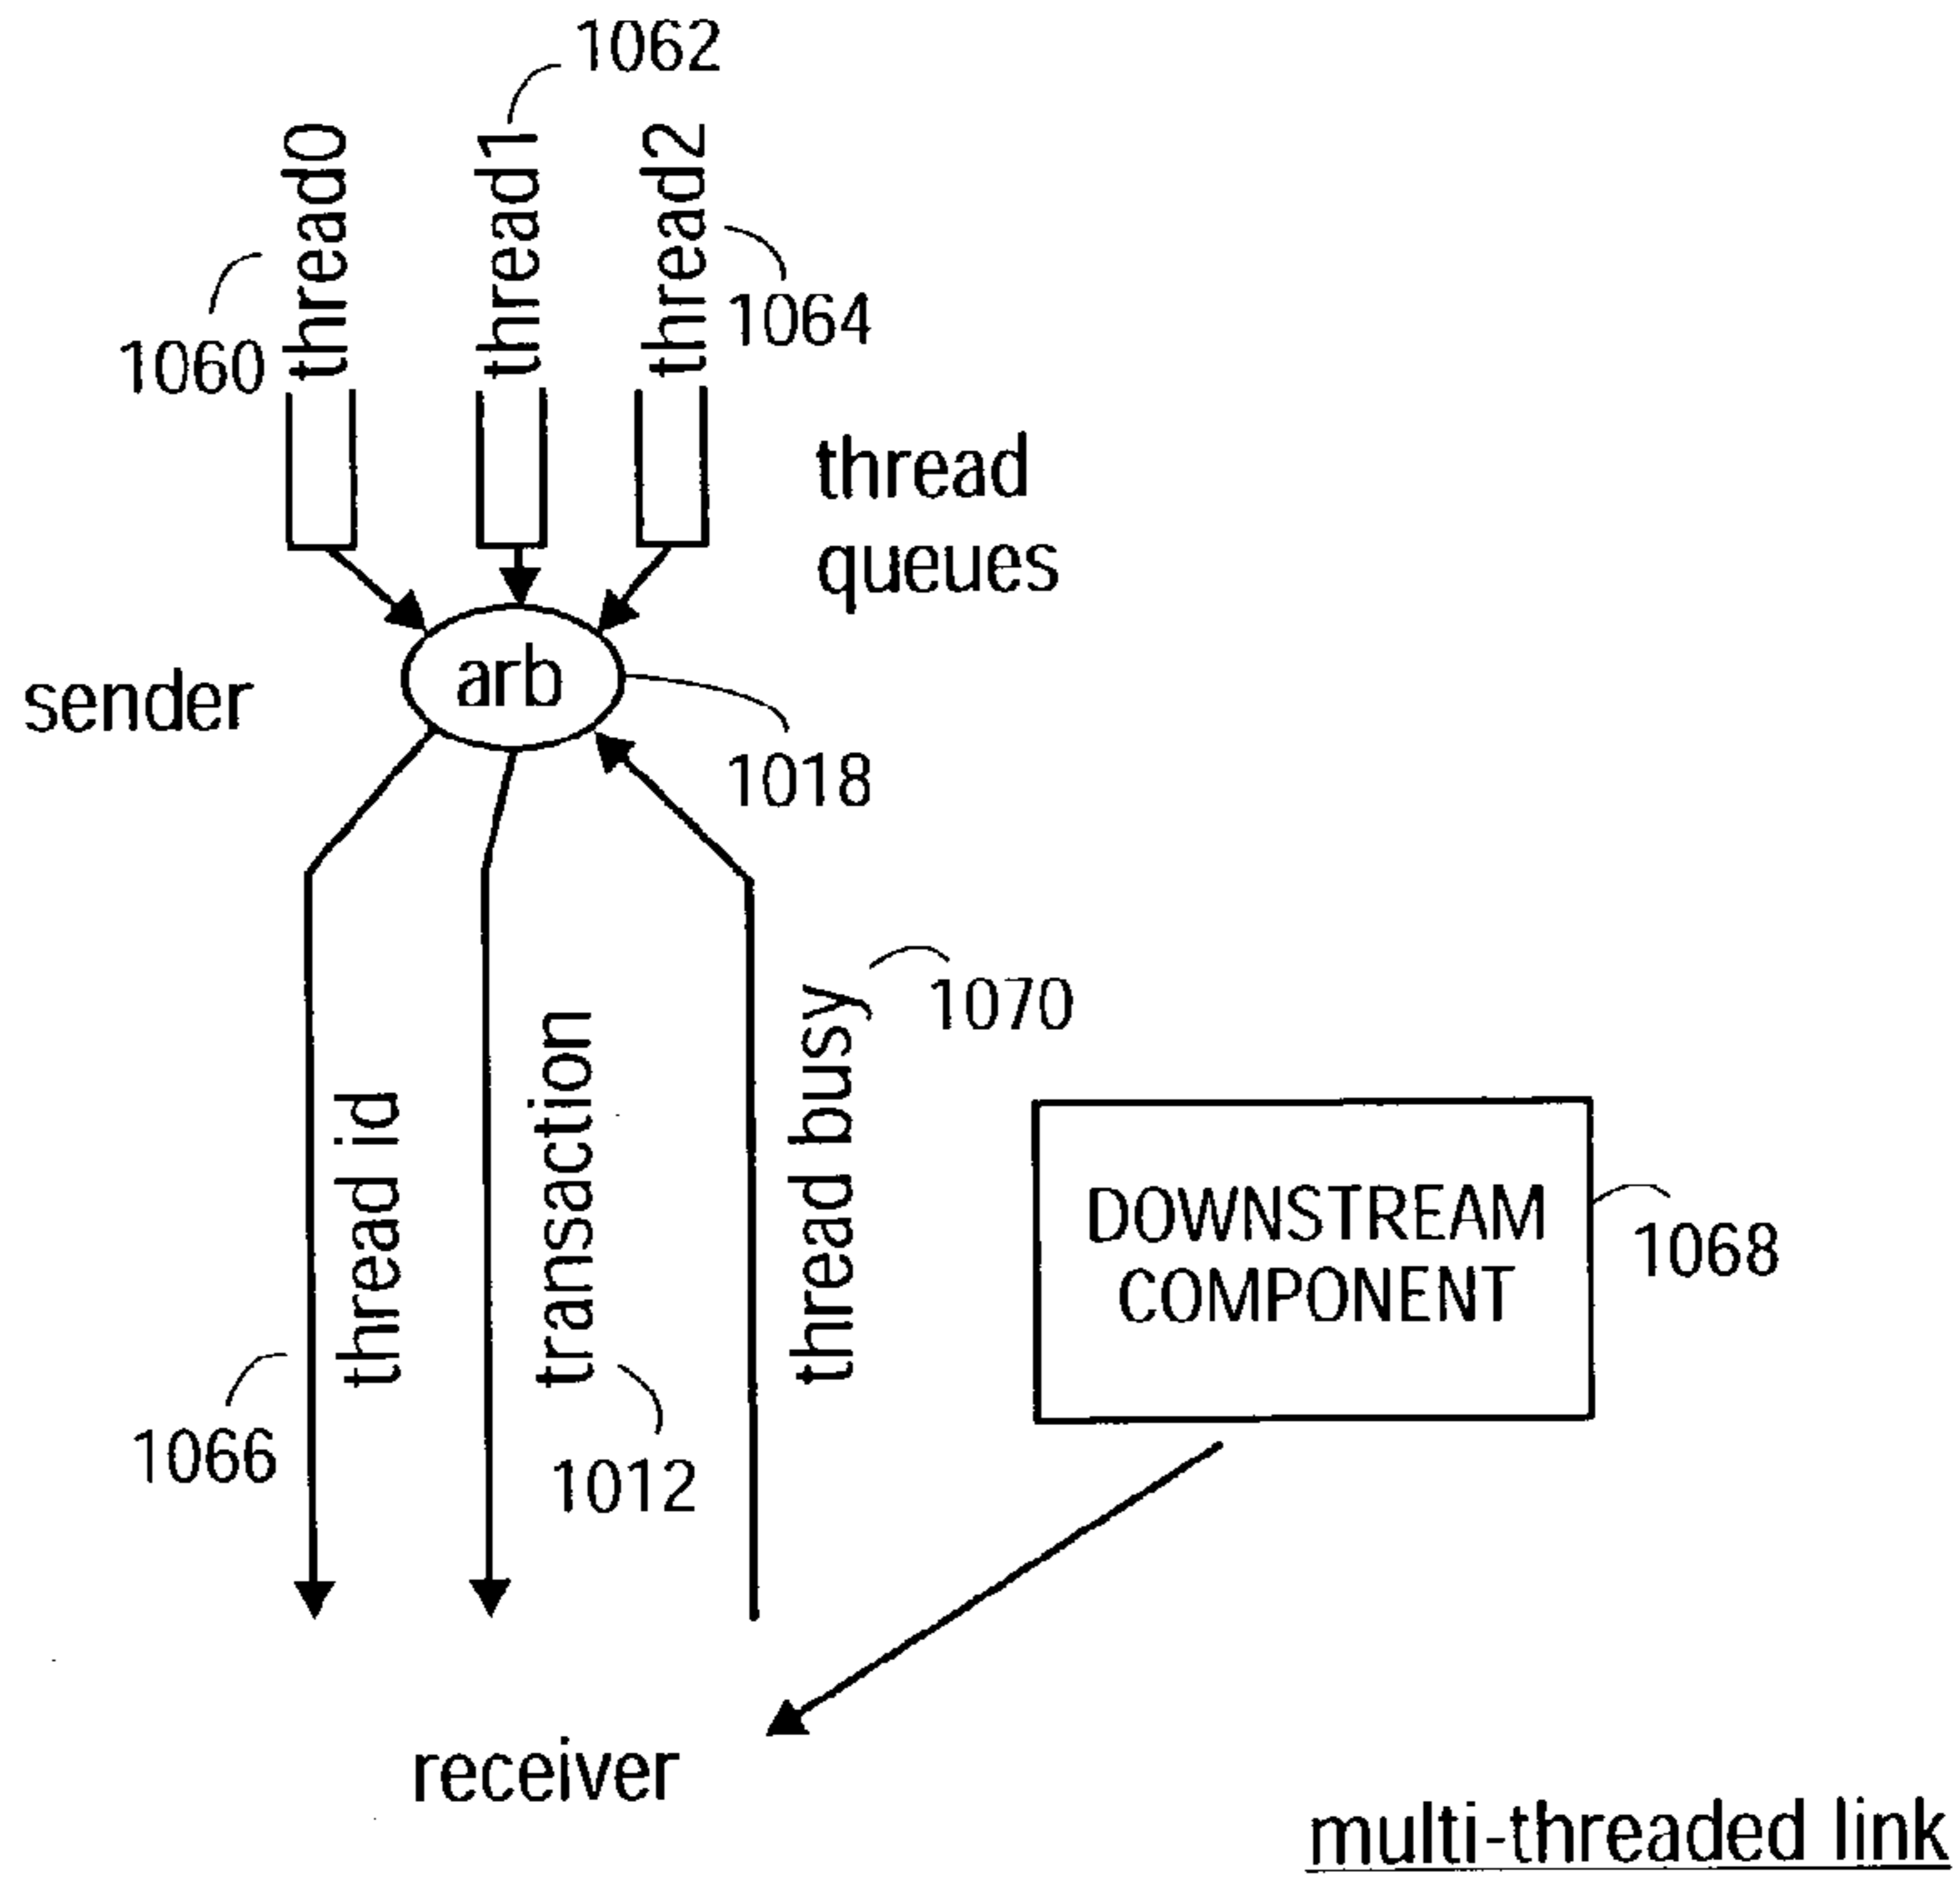 1062
thread0
thread1
thread2
1060
1064
thread
queues
sender
arb
1018
thread id
transaction
thread busy
1070
DOWNSTREAM
COMPONENT
1068
1066
1012
receiver
multi-threaded link